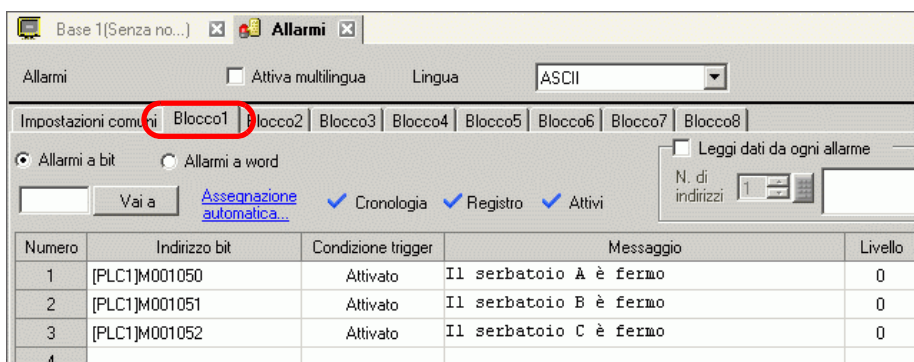 Base 1(Senza no...) Allarmi
Allarmi Attiva multilingua Lingua ASCII
Impostazioni comuni Blocco1 Blocco2 Blocco3 Blocco4 Blocco5 Blocco6 Blocco7 Blocco8
Allarmi a bit Allarmi a word Leggi dati da ogni allarme
Vai a Assegnazione automatica... Cronologia Registro Attivi N. di indirizzi 1
Numero Indirizzo bit Condizione trigger Messaggio Livello
1 [PLC1]M001050 Attivato Il serbatoio A è fermo 0
2 [PLC1]M001051 Attivato Il serbatoio B è fermo 0
3 [PLC1]M001052 Attivato Il serbatoio C è fermo 0
4